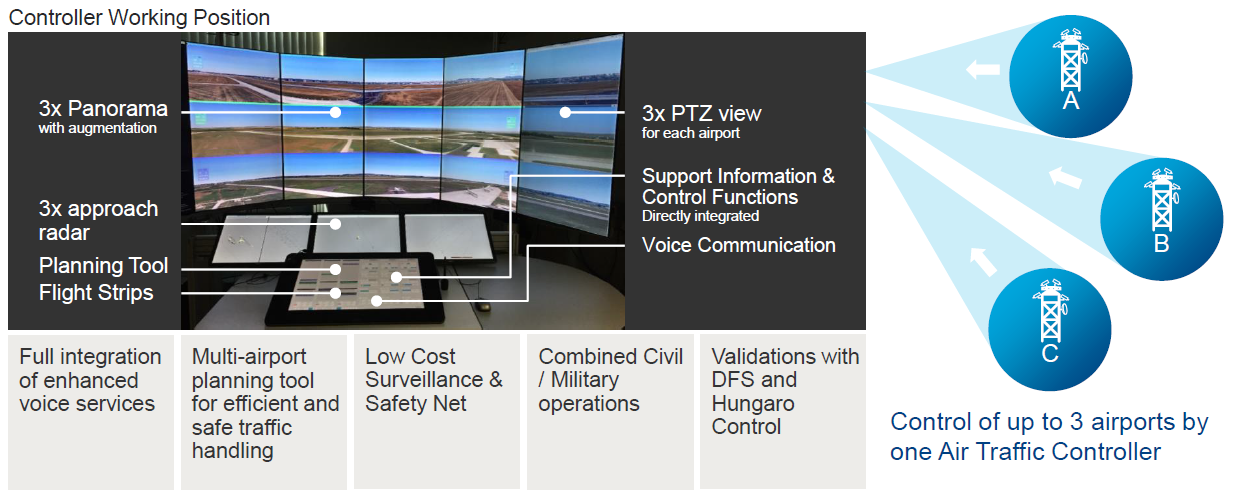 Controller Working Position
3x Panorama
with augmentation
3x approach
radar
Planning Tool
Flight Strips
3x PTZ view
for each airport
Support Information &
Control Functions
Directly integrated
Voice Communication
A
B
C
Full integration
of enhanced
voice services
Multi-airport
planning tool
for efficient and
safe traffic
handling
Low Cost
Surveillance &
Safety Net
Combined Civil
/ Military
operations
Validations with
DFS and
Hungaro
Control
Control of up to 3 airports by
one Air Traffic Controller